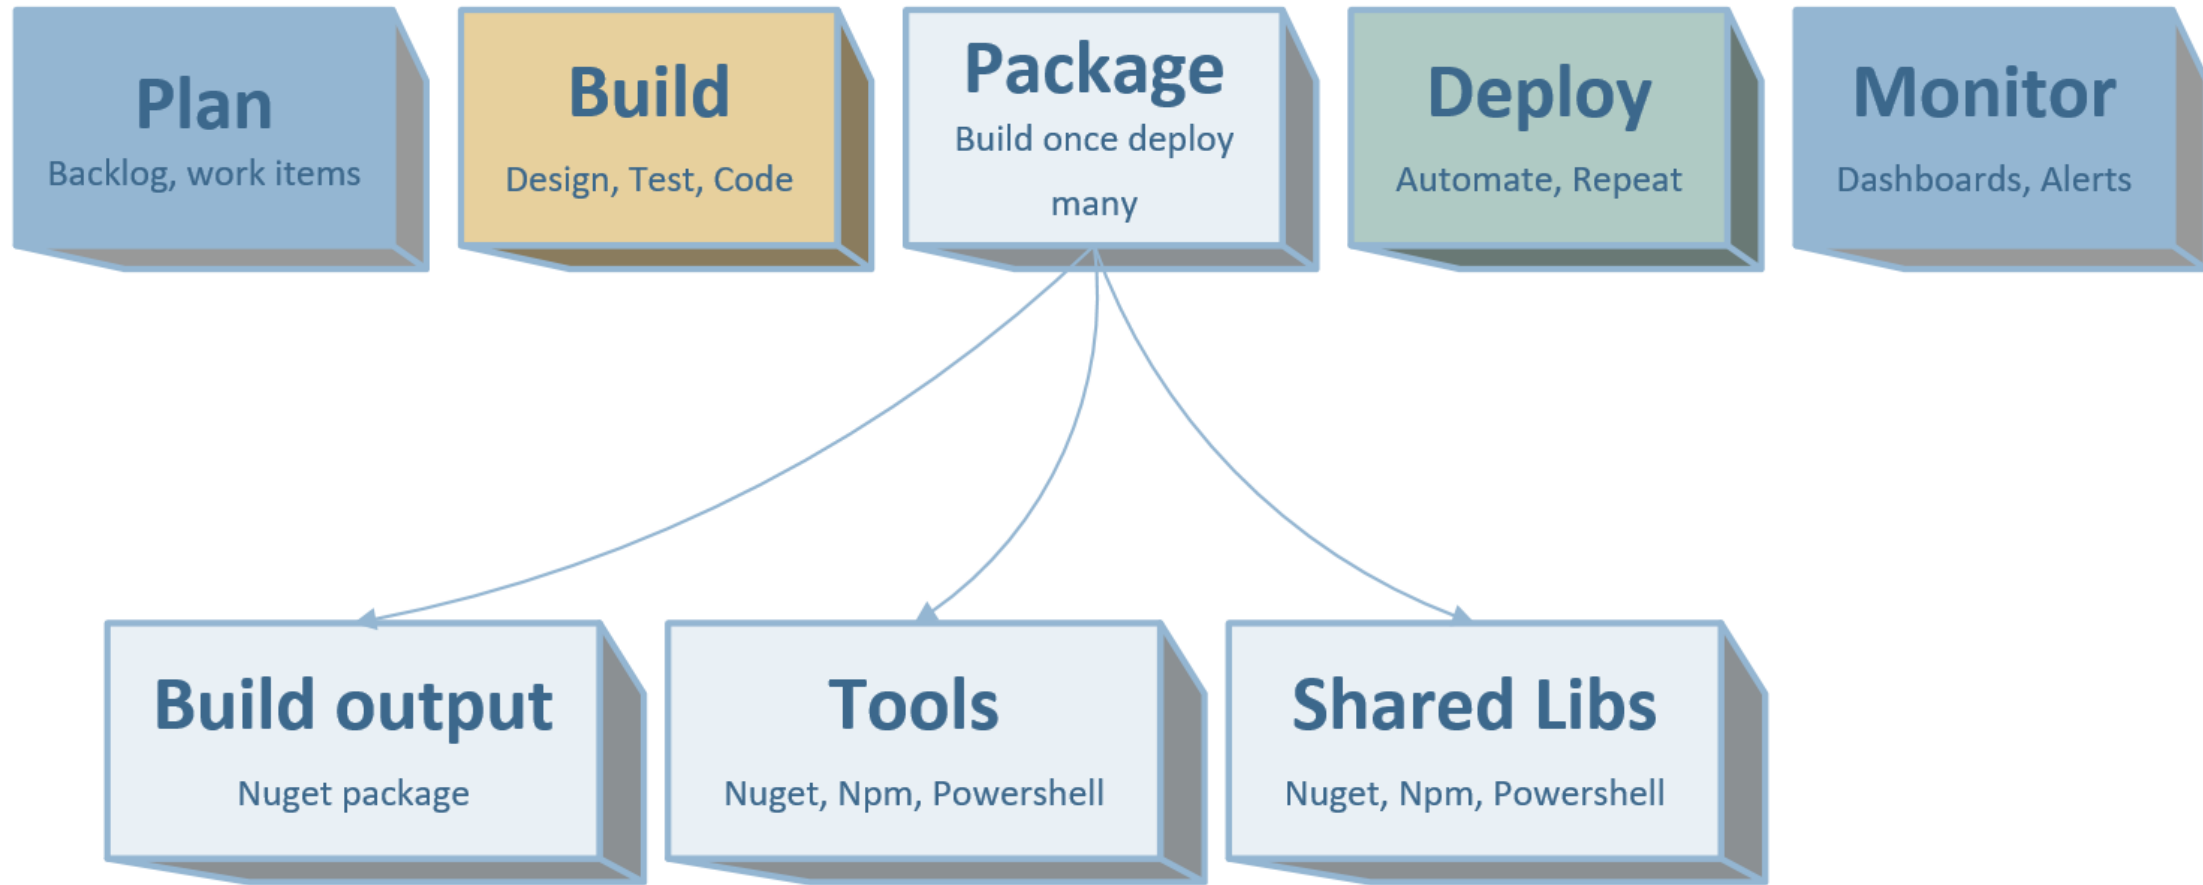 Plan
Backlog, work items
Build
Design, Test, Code
Package
Build once deploy
many
Deploy
Automate, Repeat
Monitor
Dashboards, Alerts
Build output
Nuget package
Tools
Nuget, Npm, Powershell
Shared Libs
Nuget, Npm, Powershell